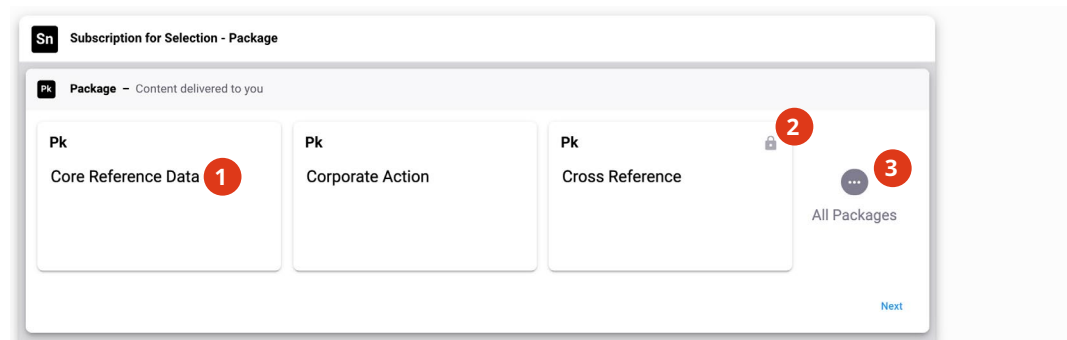 Sn Subscription for Selection - Package
Pk Package – Content delivered to you
Pk
Core Reference Data 1
Pk
Corporate Action
Pk 2
Cross Reference
3
All Packages
Next